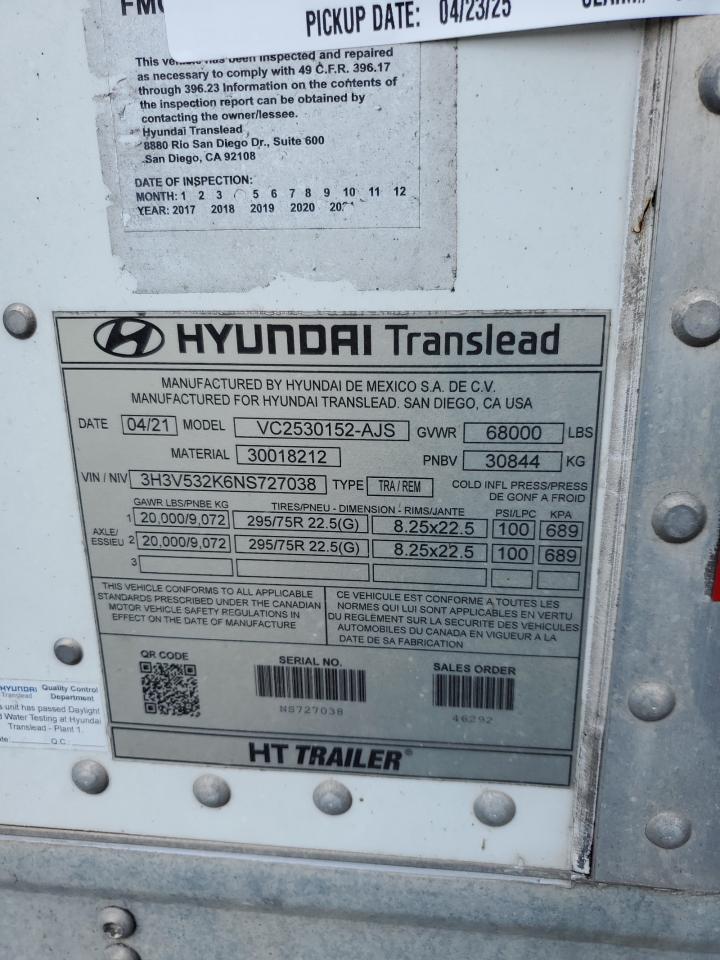 PICKUP DATE: 04/23/25
This vehicle has been inspected and repaired
as necessary to comply with 49 C.F.R. 396.17
through 396.23 Information on the contents of
the inspection report can be obtained by
contacting the owner/lessee.
Hyundai Translead
8880 Rio San Diego Dr., Suite 600
San Diego, CA 92108
DATE OF INSPECTION:
MONTH: 1 2 3 5 6 7 8 9 10 11 12
YEAR: 2017 2018 2019 2020
HYUNDAI Translead
MANUFACTURED BY HYUNDAI DE MEXICO S.A. DE C.V.
MANUFACTURED FOR HYUNDAI TRANSLEAD. SAN DIEGO, CA USA
DATE 04/21 MODEL VC2530152-AJS GVWR 68000 LBS
MATERIAL 30018212 PNBV 30844 KG
VIN / NIV 3H3V532K6NS727038 TYPE TRA / REM COLD INFL PRESS/PRESS
DE GONF A FROID
GAWR LBS/PNBE KG TIRES/PNEU - DIMENSION - RIMS/JANTE PSI/LPC KPA
AXLE/
ESSIEU
1 20,000/9,072 295/75R 22.5(G) 8.25x22.5 100 689
2 20,000/9,072 295/75R 22.5(G) 8.25x22.5 100 689
3
THIS VEHICLE CONFORMS TO ALL APPLICABLE
STANDARDS PRESCRIBED UNDER THE CANADIAN
MOTOR VEHICLE SAFETY REGULATIONS IN
EFFECT ON THE DATE OF MANUFACTURE
CE VEHICULE EST CONFORME A TOUTES LES
NORMES QUI LUI SONT APPLICABLES EN VERTU
DU REGLEMENT SUR LA SECURITE DES VEHICULES
AUTOMOBILES DU CANADA EN VIGUEUR A LA
DATE DE SA FABRICATION
QR CODE SERIAL NO. SALES ORDER
NS727038 46292
HT TRAILER®
HYUNDAI Translead
Quality Control
Department
unit has passed Daylight
Water Testing at Hyundai
Translead - Plant 1.
Q.C.